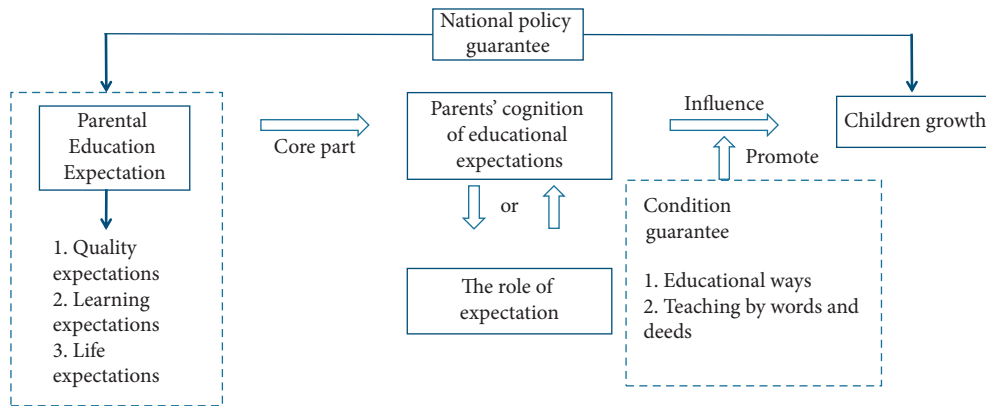 National policy
guarantee
Parental
Education
Expectation
1. Quality
expectations
2. Learning
expectations
3. Life
expectations
Core part
Parents’ cognition
of educational
expectations
or
The role of
expectation
Influence
Promote
Condition
guarantee
1. Educational ways
2. Teaching by words and
deeds
Children growth